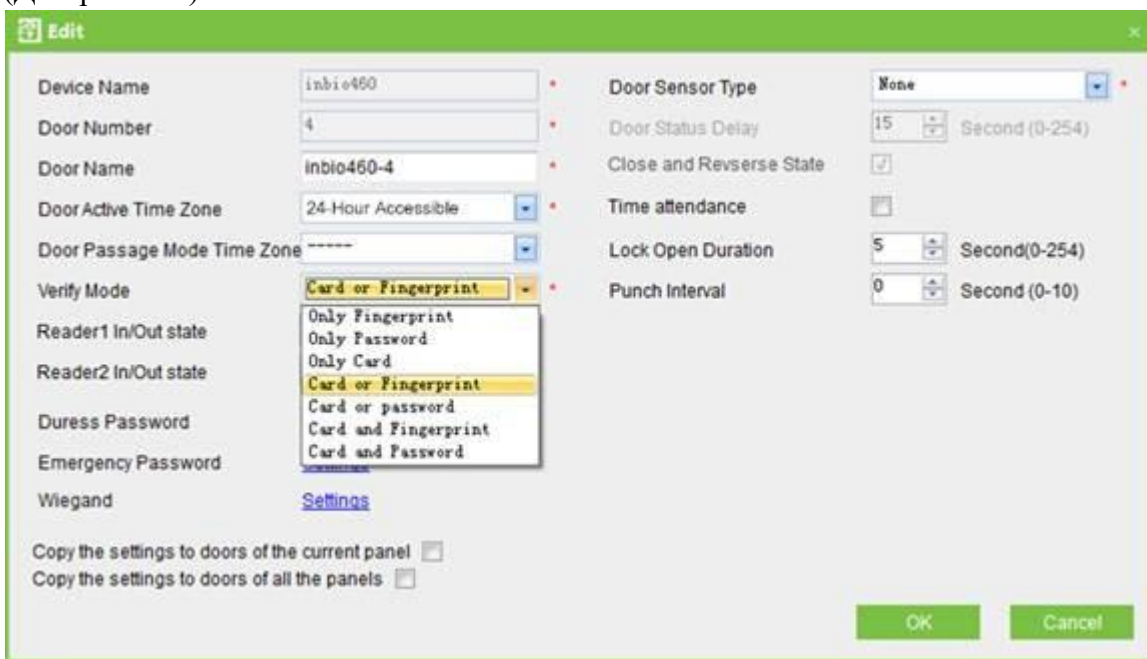 Edit
Device Name inbio460 * Door Sensor Type None *
Door Number 4 * Door Status Delay 15 Second (0-254)
Door Name inbio460-4 * Close and Revserse State
Door Active Time Zone 24-Hour Accessible * Time attendance
Door Passage Mode Time Zone ----- Lock Open Duration 5 Second(0-254)
Verify Mode Card or Fingerprint * Punch Interval 0 Second (0-10)
Only Fingerprint
Reader1 In/Out state Only Password
Only Card
Reader2 In/Out state Card or Fingerprint
Card or password
Duress Password Card and Fingerprint
Card and Password
Emergency Password
Wiegand Settings
Copy the settings to doors of the current panel
Copy the settings to doors of all the panels
OK Cancel